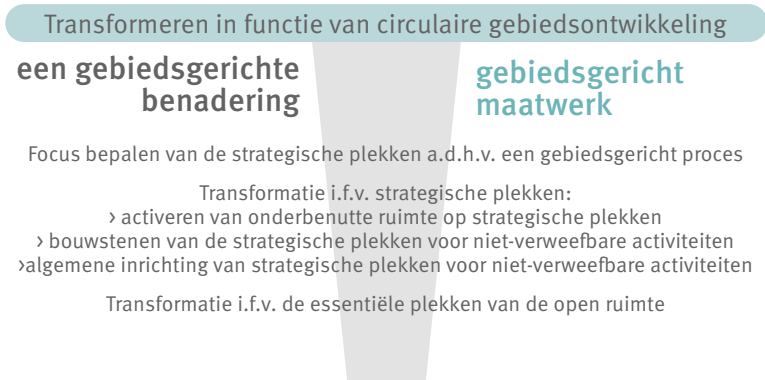 Transformeren in functie van circulaire gebiedsontwikkeling
een gebiedsgerichte
benadering
gebiedsgericht
maatwerk
Focus bepalen van de strategische plekken a.d.h.v. een gebiedsgericht proces
Transformatie i.f.v. strategische plekken:
> activeren van onderbenutte ruimte op strategische plekken
> bouwstenen van de strategische plekken voor niet-verweefbare activiteiten
>algemene inrichting van strategische plekken voor niet-verweefbare activiteiten
Transformatie i.f.v. de essentiële plekken van de open ruimte